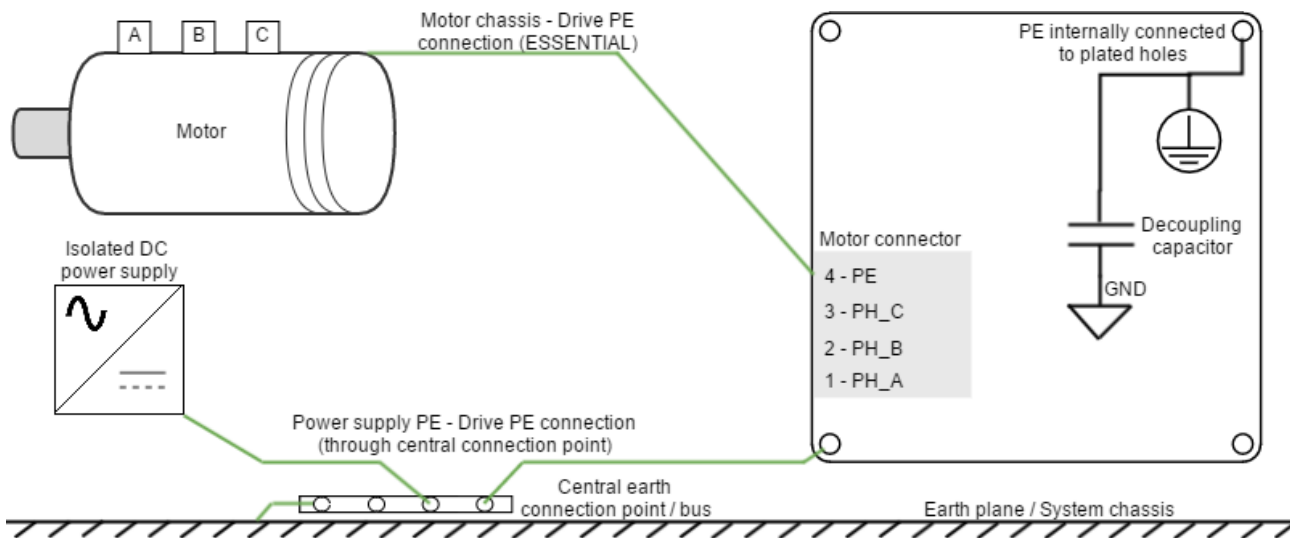 Motor chassis - Drive PE
connection (ESSENTIAL)
A
B
C
Motor
PE internally connected
to plated holes
Isolated DC
power supply
Motor connector
4 - PE
3 - PH_C
2 - PH_B
1 - PH_A
Decoupling
capacitor
GND
Power supply PE - Drive PE connection
(through central connection point)
Central earth
connection point / bus
Earth plane / System chassis